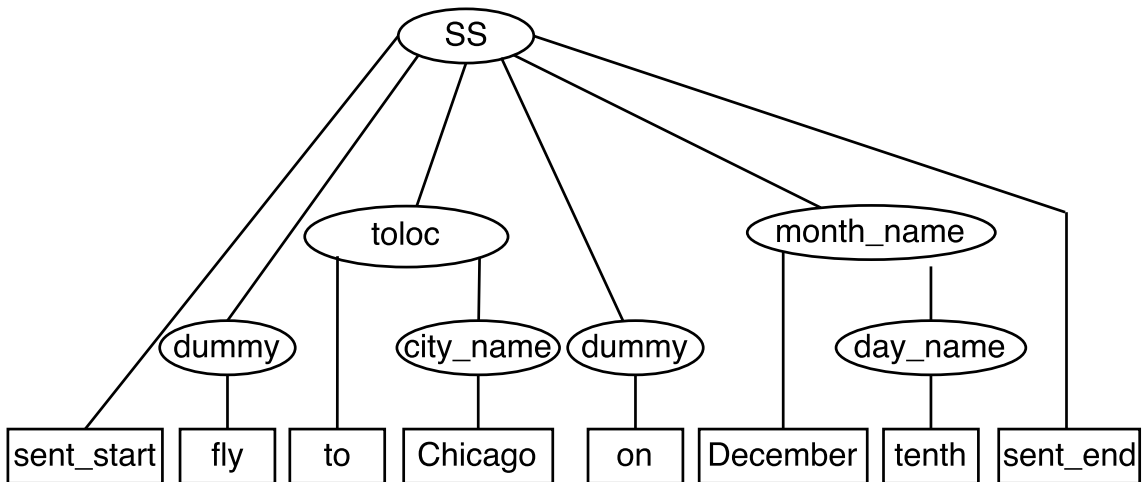 SS
toloc
month_name
dummy
city_name
dummy
day_name
sent_start
fly
to
Chicago
on
December
tenth
sent_end